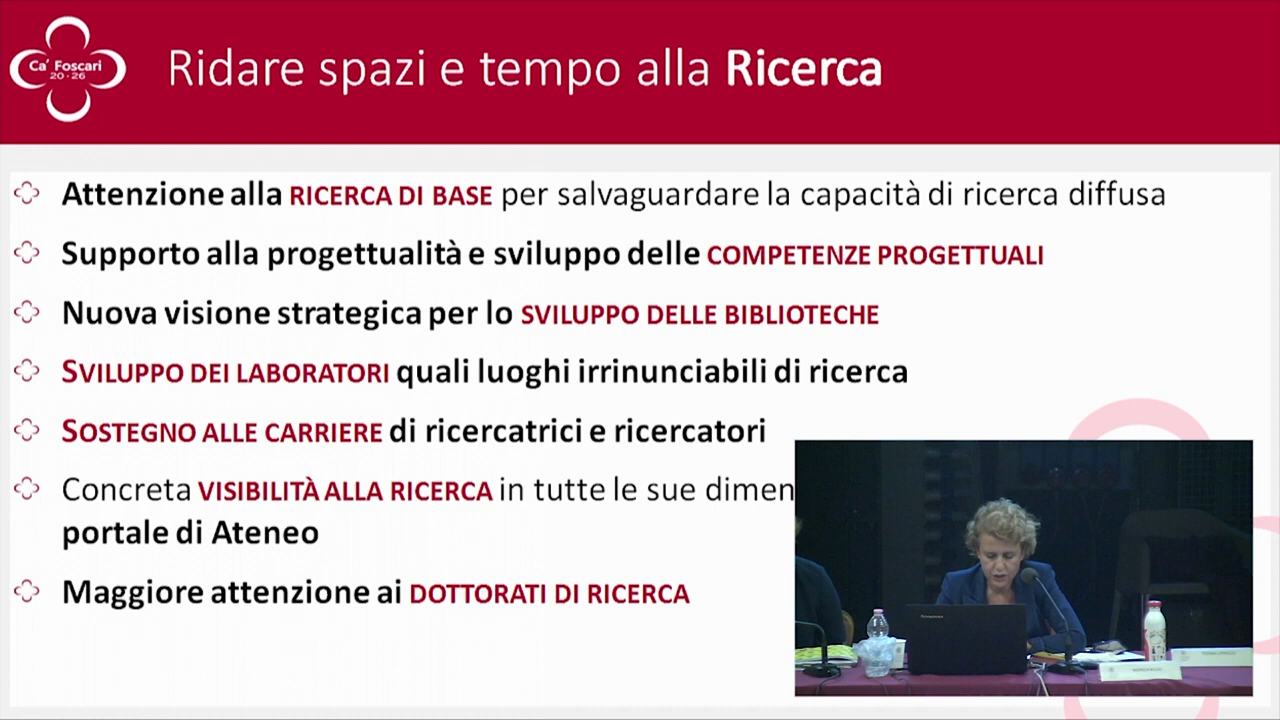 Ca' Foscari
20·26
Ridare spazi e tempo alla Ricerca
Attenzione alla RICERCA DI BASE per salvaguardare la capacità di ricerca diffusa
Supporto alla progettualità e sviluppo delle COMPETENZE PROGETTUALI
Nuova visione strategica per lo SVILUPPO DELLE BIBLIOTECHE
SVILUPPO DEI LABORATORI quali luoghi irrinunciabili di ricerca
SOSTEGNO ALLE CARRIERE di ricercatrici e ricercatori
Concreta VISIBILITÀ ALLA RICERCA in tutte le sue dimen
portale di Ateneo
Maggiore attenzione ai DOTTORATI DI RICERCA